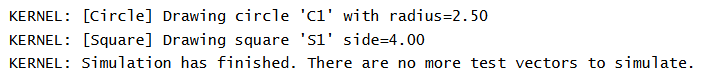 KERNEL: [Circle] Drawing circle 'C1' with radius=2.50
KERNEL: [Square] Drawing square 'S1' side=4.00
KERNEL: Simulation has finished. There are no more test vectors to simulate.